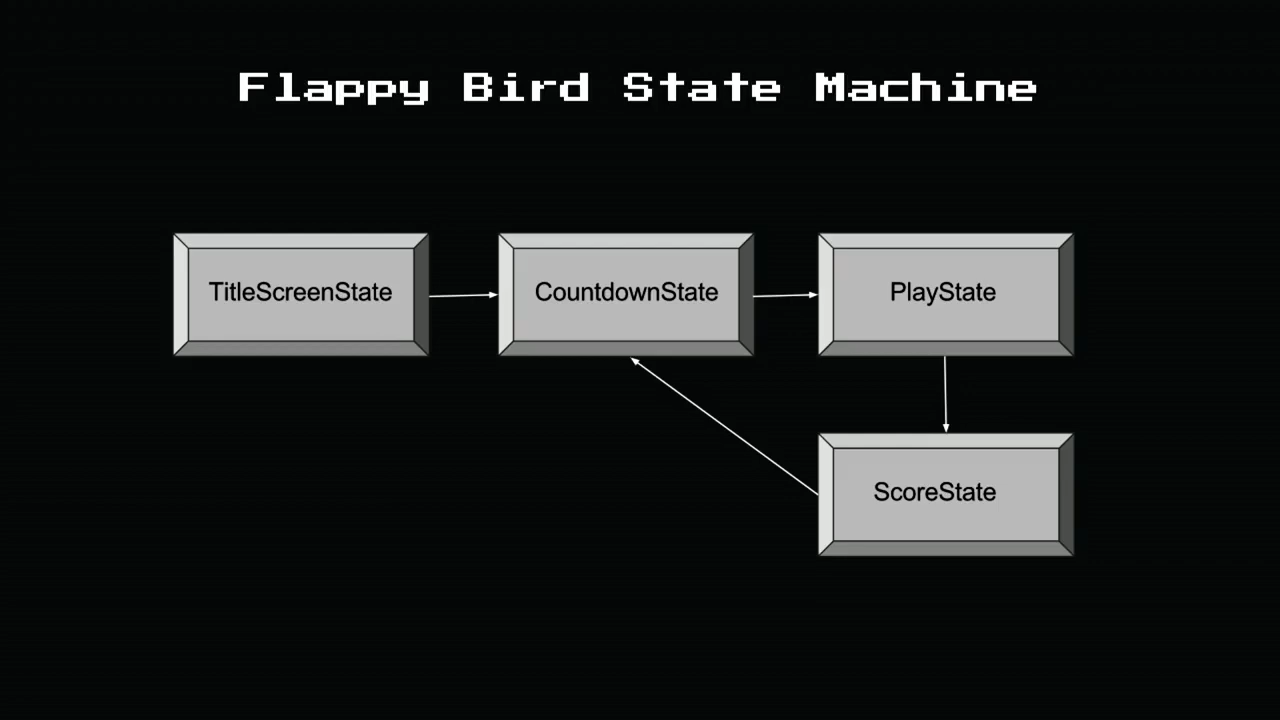 Flappy Bird State Machine
TitleScreenState
CountdownState
PlayState
ScoreState